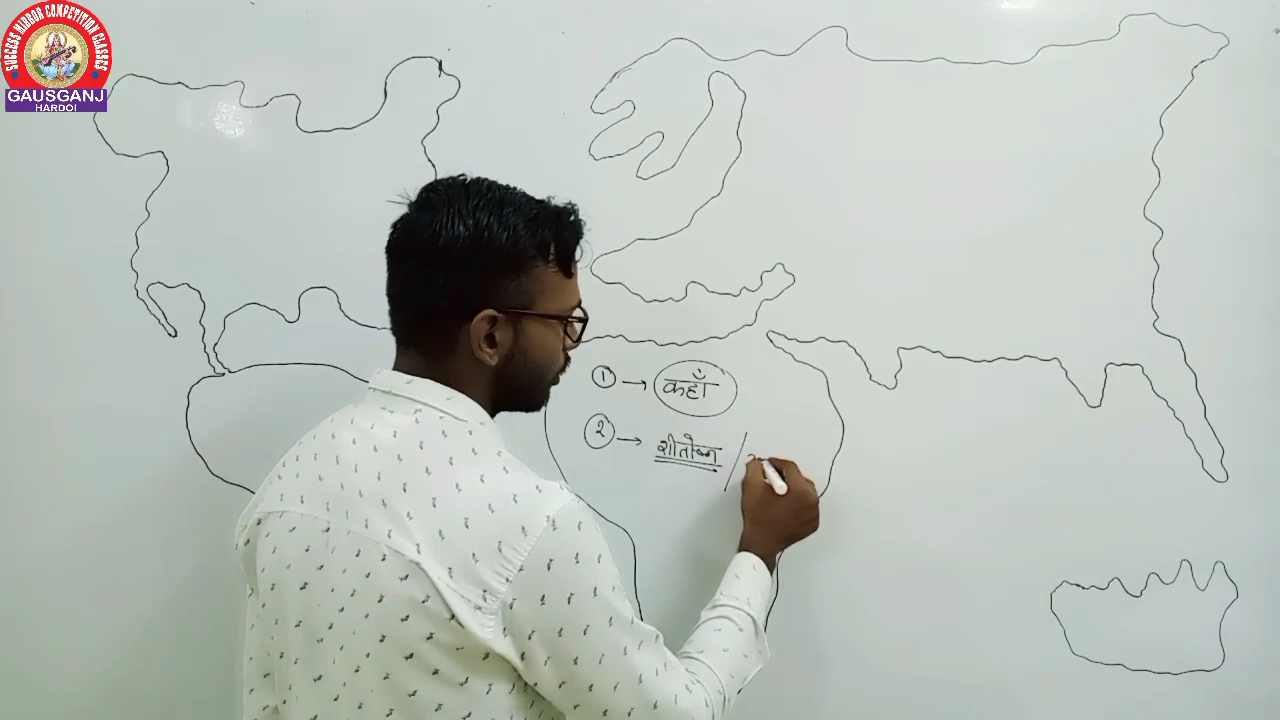 SUCCESS MIRROR COMPETITION CLASSES
GAUSGANJ
HARDOI
① → कहाँ
② → शीतोष्ण /